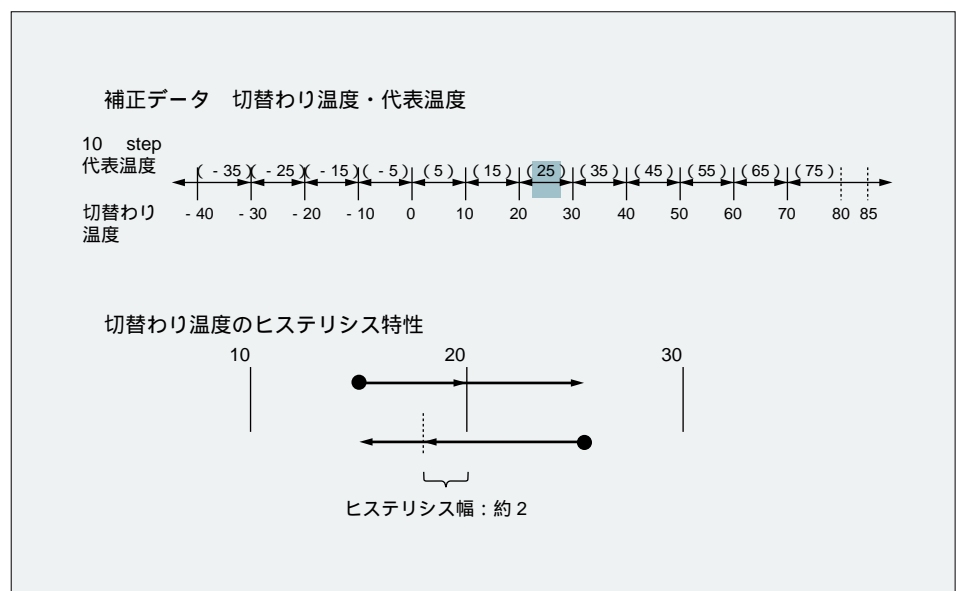 補正データ　切替わり温度・代表温度
10　step
代表温度
( - 35 ) ( - 25 ) ( - 15 ) ( - 5 ) ( 5 ) ( 15 ) ( 25 ) ( 35 ) ( 45 ) ( 55 ) ( 65 ) ( 75 )
切替わり
温度
- 40 - 30 - 20 - 10 0 10 20 30 40 50 60 70 80 85
切替わり温度のヒステリシス特性
10 20 30
ヒステリシス幅：約 2